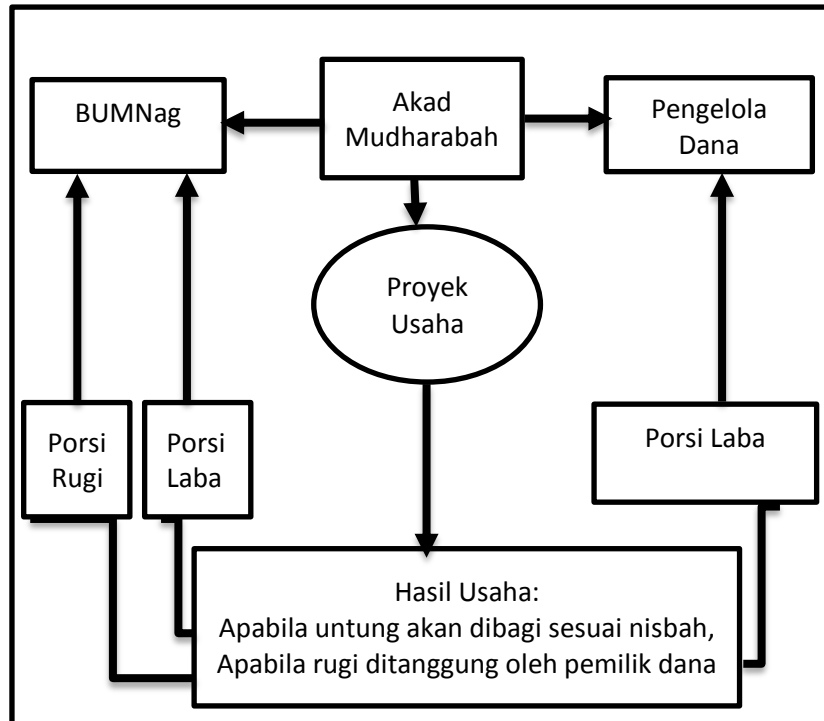 BUMNag
Akad
Mudharabah
Pengelola
Dana
Proyek
Usaha
Porsi
Rugi
Porsi
Laba
Porsi Laba
Hasil Usaha:
Apabila untung akan dibagi sesuai nisbah,
Apabila rugi ditanggung oleh pemilik dana